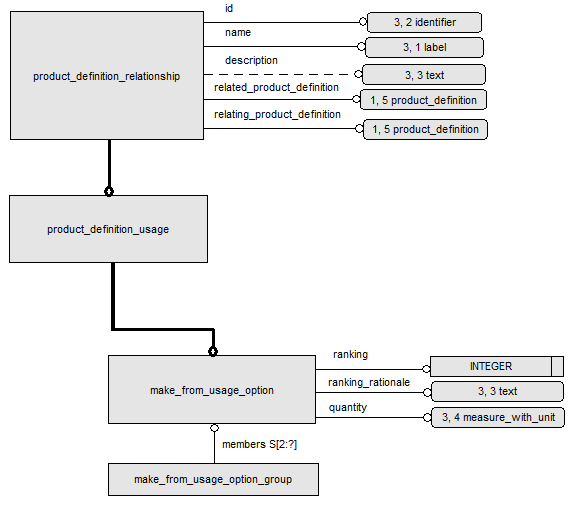 id
3, 2 identifier
name
3, 1 label
description
product_definition_relationship
3, 3 text
related_product_definition
1, 5 product_definition
relating_product_definition
1, 5 product_definition
product_definition_usage
ranking
INTEGER
make_from_usage_option
ranking_rationale
3, 3 text
quantity
3, 4 measure_with_unit
members S[2:?]
make_from_usage_option_group